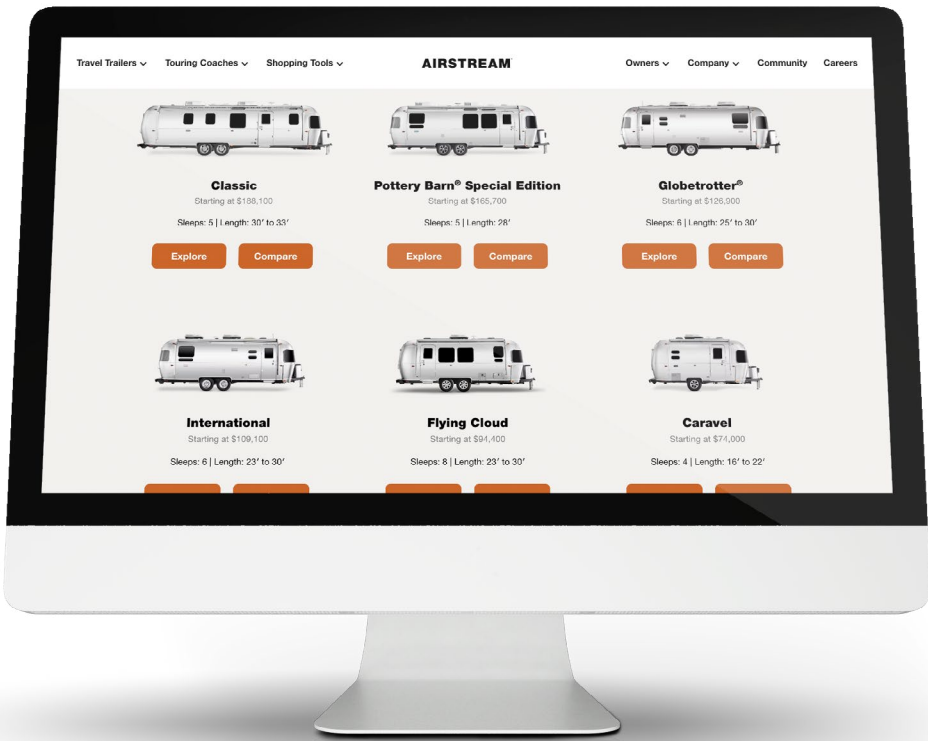 Travel Trailers Touring Coaches Shopping Tools AIRSTREAM Owners Company Community Careers
Classic
Starting at $188,100
Sleeps: 5 | Length: 30′ to 33′
Explore Compare
Pottery Barn® Special Edition
Starting at $165,700
Sleeps: 5 | Length: 28′
Explore Compare
Globetrotter®
Starting at $126,900
Sleeps: 6 | Length: 25′ to 30′
Explore Compare
International
Starting at $109,100
Sleeps: 6 | Length: 23′ to 30′
Flying Cloud
Starting at $94,400
Sleeps: 8 | Length: 23′ to 30′
Caravel
Starting at $74,000
Sleeps: 4 | Length: 16′ to 22′